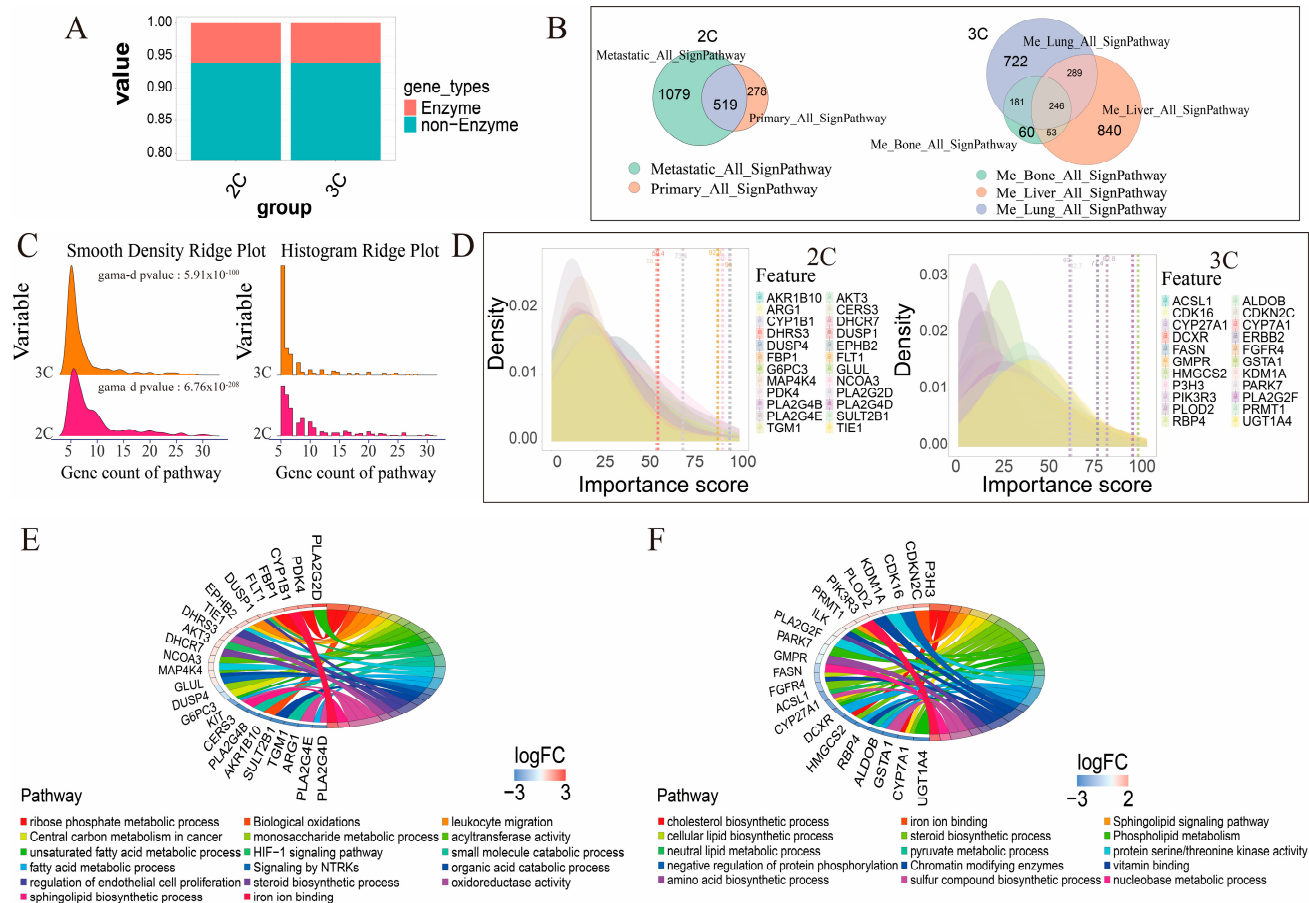 A
value
1.00
0.95
0.90
0.85
0.80
2C
3C
group
gene_types
Enzyme
non-Enzyme
B
2C
Metastatic_All_SignPathway
1079
519
278
Primary_All_SignPathway
Metastatic_All_SignPathway
Primary_All_SignPathway
3C
Me_Lung_All_SignPathway
722
289
181
246
Me_Liver_All_SignPathway
60
53
840
Me_Bone_All_SignPathway
Me_Bone_All_SignPathway
Me_Liver_All_SignPathway
Me_Lung_All_SignPathway
C
Smooth Density Ridge Plot
Histogram Ridge Plot
gama-d pvalue : 5.91x10-100
Variable
Variable
3C
3C
gama d pvalue : 6.76x10-208
2C
2C
5 10 15 20 25 30
5 10 15 20 25 30
Gene count of pathway
Gene count of pathway
D
2C
Density
0.02
0.01
0.00
0 25 50 75 100
Importance score
Feature
AKR1B10 AKT3
ARG1 CERS3
CYP1B1 DHCR7
DHRS3 DUSP1
DUSP4 EPHB2
FBP1 FLT1
G6PC3 GLUL
MAP4K4 NCOA3
PDK4 PLA2G2D
PLA2G4B PLA2G4D
PLA2G4E SULT2B1
TGM1 TIE1
3C
Density
0.03
0.02
0.01
0.00
0 25 50 75 100
Importance score
Feature
ACSL1 ALDOB
CDK16 CDKN2C
CYP27A1 CYP7A1
DCXR ERBB2
FASN FGFR4
GMPR GSTA1
HMGCS2 KDM1A
P3H3 PARK7
PIK3R3 PLA2G2F
PLOD2 PRMT1
RBP4 UGT1A4
E
PLA2G2D
PDK4
CYP1B1
FBP1
FLT1
DUSP1
EPHB2
TIE1
DHRS3
AKT3
DHCR7
NCOA3
MAP4K4
GLUL
DUSP4
G6PC3
KIT
CERS3
PLA2G4B
AKR1B10
SULT2B1
TGM1
ARG1
PLA2G4E
PLA2G4D
logFC
−3 3
Pathway
ribose phosphate metabolic process Biological oxidations leukocyte migration
Central carbon metabolism in cancer monosaccharide metabolic process acyltransferase activity
unsaturated fatty acid metabolic process HIF−1 signaling pathway small molecule catabolic process
fatty acid metabolic process Signaling by NTRKs organic acid catabolic process
regulation of endothelial cell proliferation steroid biosynthetic process oxidoreductase activity
sphingolipid biosynthetic process iron ion binding
F
P3H3
CDKN2C
CDK16
KDM1A
PLOD2
PIK3R3
PRMT1
ILK
PLA2G2F
PARK7
GMPR
FASN
FGFR4
ACSL1
CYP27A1
DCXR
HMGCS2
RBP4
ALDOB
GSTA1
CYP7A1
UGT1A4
logFC
−3 2
Pathway
cholesterol biosynthetic process iron ion binding Sphingolipid signaling pathway
cellular lipid biosynthetic process steroid biosynthetic process Phospholipid metabolism
neutral lipid metabolic process pyruvate metabolic process protein serine/threonine kinase activity
negative regulation of protein phosphorylation Chromatin modifying enzymes vitamin binding
amino acid biosynthetic process sulfur compound biosynthetic process nucleobase metabolic process